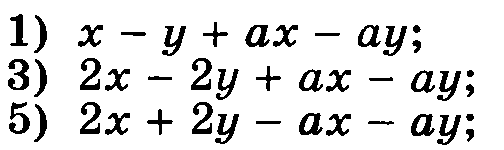 1) x − y + ax − ay;
3) 2x − 2y + ax − ay;
5) 2x + 2y − ax − ay;